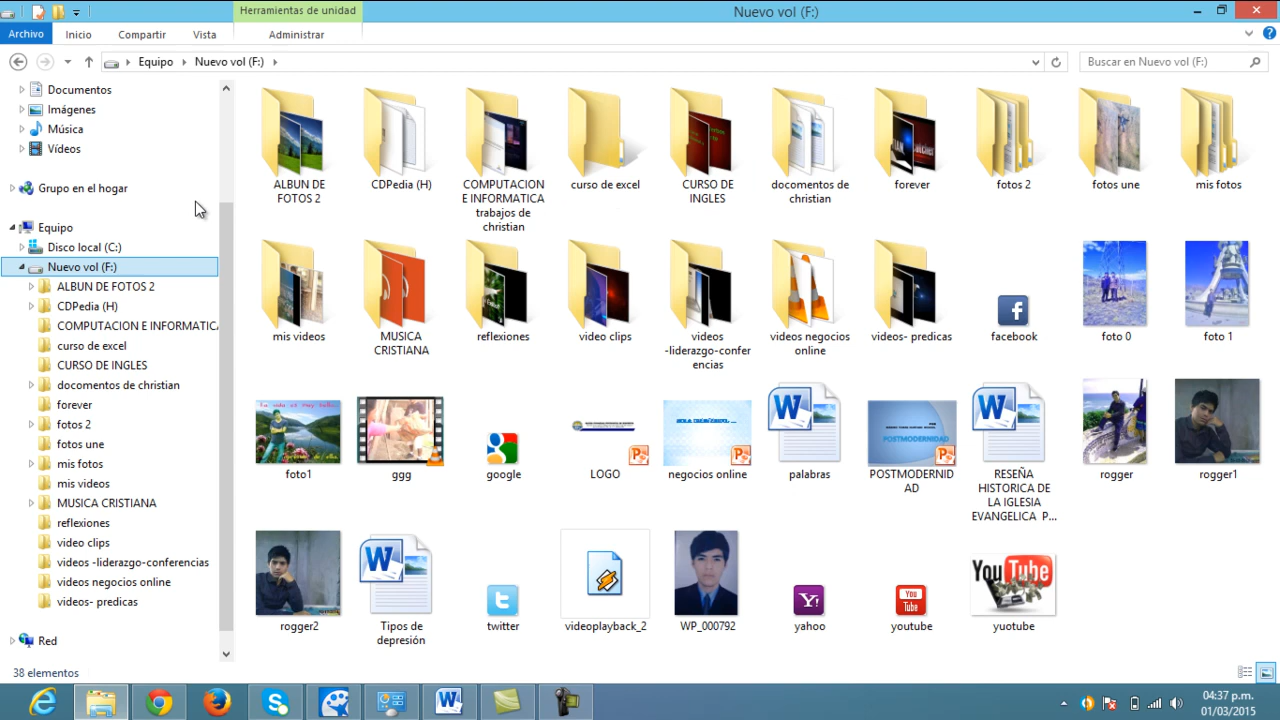 Herramientas de unidad
Nuevo vol (F:)
Archivo
Inicio
Compartir
Vista
Administrar
Equipo
Nuevo vol (F:)
Buscar en Nuevo vol (F:)
Documentos
Imágenes
Música
Vídeos
Grupo en el hogar
Equipo
Disco local (C:)
Nuevo vol (F:)
ALBUN DE FOTOS 2
CDPedia (H)
COMPUTACION E INFORMATICA
curso de excel
CURSO DE INGLES
docomentos de christian
forever
fotos 2
fotos une
mis fotos
mis videos
MUSICA CRISTIANA
reflexiones
video clips
videos -liderazgo-conferencias
videos negocios online
videos- predicas
Red
ALBUN DE
FOTOS 2
CDPedia (H)
COMPUTACION
E INFORMATICA
trabajos de
christian
curso de excel
CURSO DE
INGLES
docomentos de
christian
forever
fotos 2
fotos une
mis fotos
mis videos
MUSICA
CRISTIANA
reflexiones
video clips
videos
-liderazgo-confer
encias
videos negocios
online
videos- predicas
facebook
foto 0
foto 1
foto1
ggg
google
LOGO
negocios online
palabras
POSTMODERNIDAD
POSTMODERNID
AD
RESEÑA
HISTORICA DE
LA IGLESIA
EVANGELICA P...
rogger
rogger1
rogger2
Tipos de
depresión
twitter
videoplayback_2
WP_000792
yahoo
You
Tube
youtube
YouTube
yuotube
38 elementos
04:37 p.m.
01/03/2015